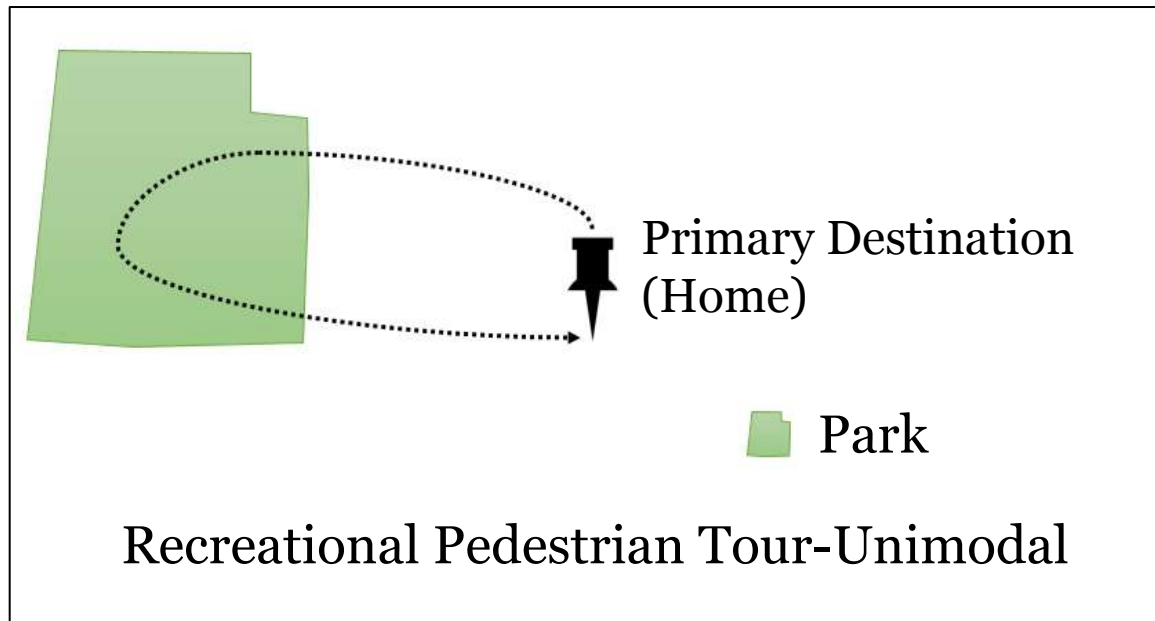 Primary Destination
(Home)
Park
Recreational Pedestrian Tour-Unimodal